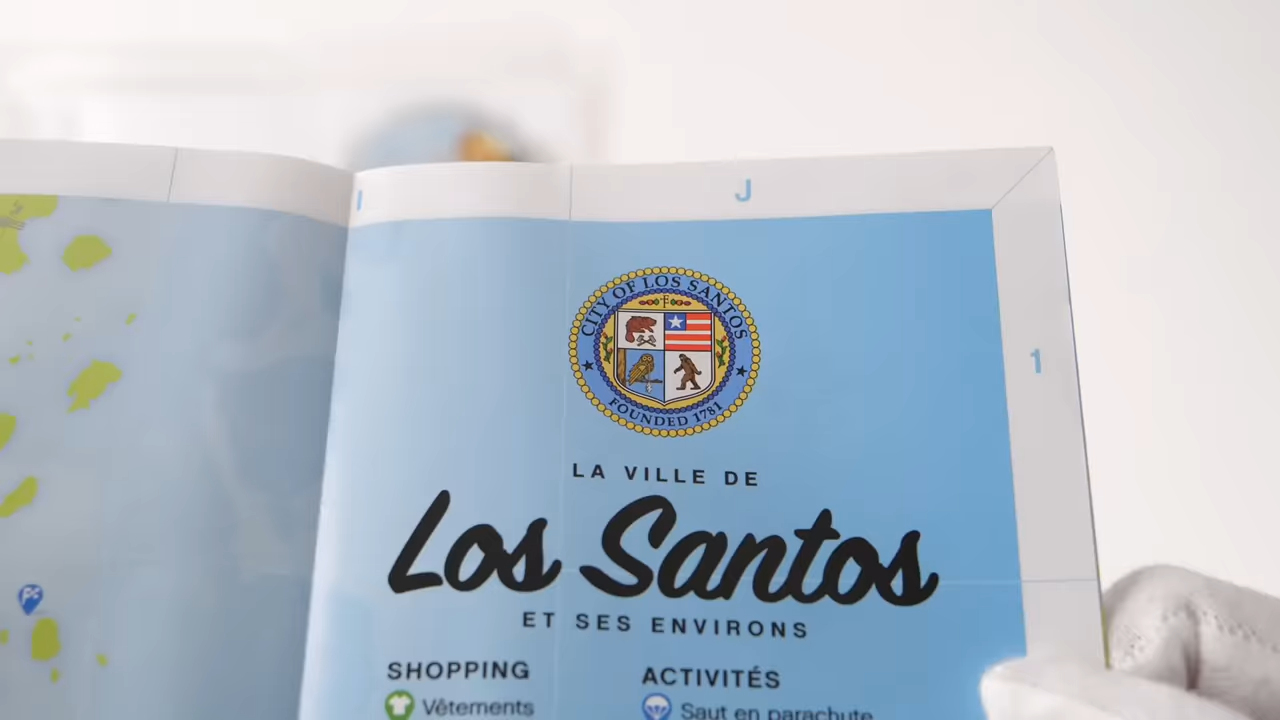 I
J
CITY OF LOS SANTOS
FOUNDED 1781
1
LA VILLE DE
Los Santos
ET SES ENVIRONS
SHOPPING
Vêtements
ACTIVITÉS
Saut en parachute